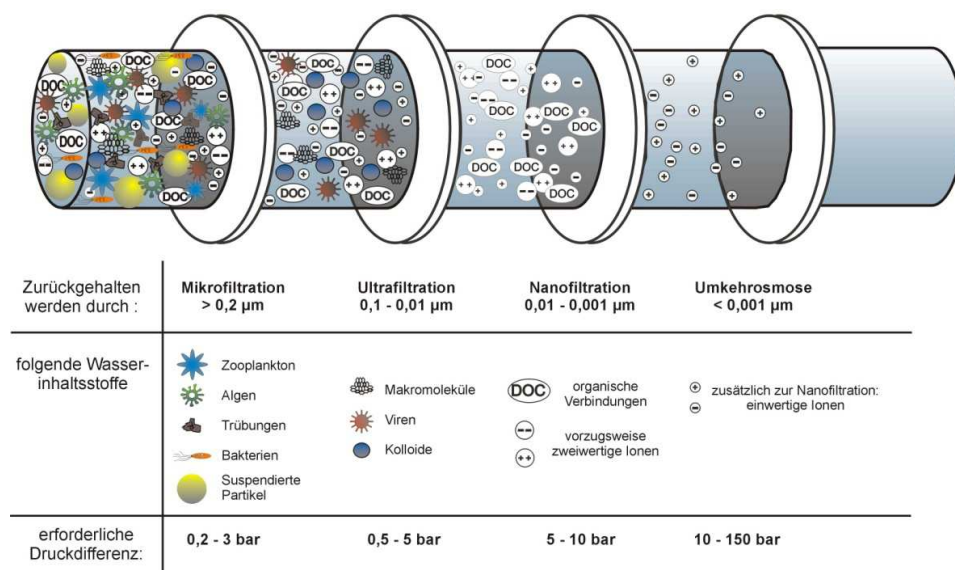 Zurückgehalten
werden durch :
Mikrofiltration
> 0,2 µm
Ultrafiltration
0,1 - 0,01 µm
Nanofiltration
0,01 - 0,001 µm
Umkehrosmose
< 0,001 µm
folgende Wasser-
inhaltsstoffe
Zooplankton
Algen
Trübungen
Bakterien
Suspendierte
Partikel
Makromoleküle
Viren
Kolloide
DOC
organische
Verbindungen
vorzugsweise
zweiwertige Ionen
zusätzlich zur Nanofiltration:
einwertige Ionen
erforderliche
Druckdifferenz:
0,2 - 3 bar
0,5 - 5 bar
5 - 10 bar
10 - 150 bar